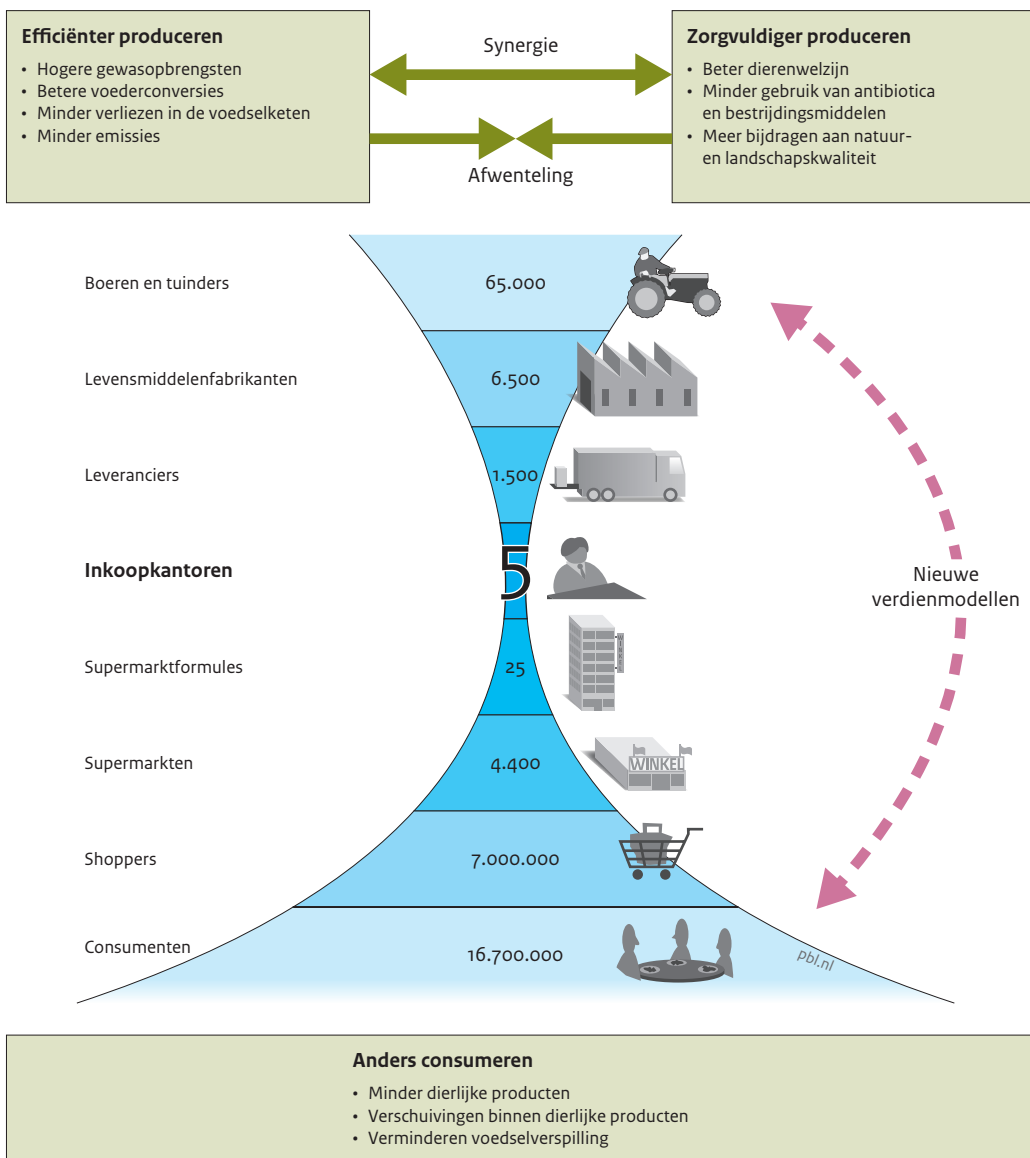 Efficiënter produceren
• Hogere gewasopbrengsten
• Betere voederconversies
• Minder verliezen in de voedselketen
• Minder emissies
Synergie
Afwenteling
Zorgvuldiger produceren
• Beter dierenwelzijn
• Minder gebruik van antibiotica
en bestrijdingsmiddelen
• Meer bijdragen aan natuur-
en landschapskwaliteit
Boeren en tuinders
65.000
Levensmiddelenfabrikanten
6.500
Leveranciers
1.500
Inkoopkantoren
5
Nieuwe
verdienmodellen
Supermarktformules
25
WINKEL
Supermarkten
4.400
WINKEL
Shoppers
7.000.000
Consumenten
16.700.000
pbl.nl
Anders consumeren
• Minder dierlijke producten
• Verschuivingen binnen dierlijke producten
• Verminderen voedselverspilling